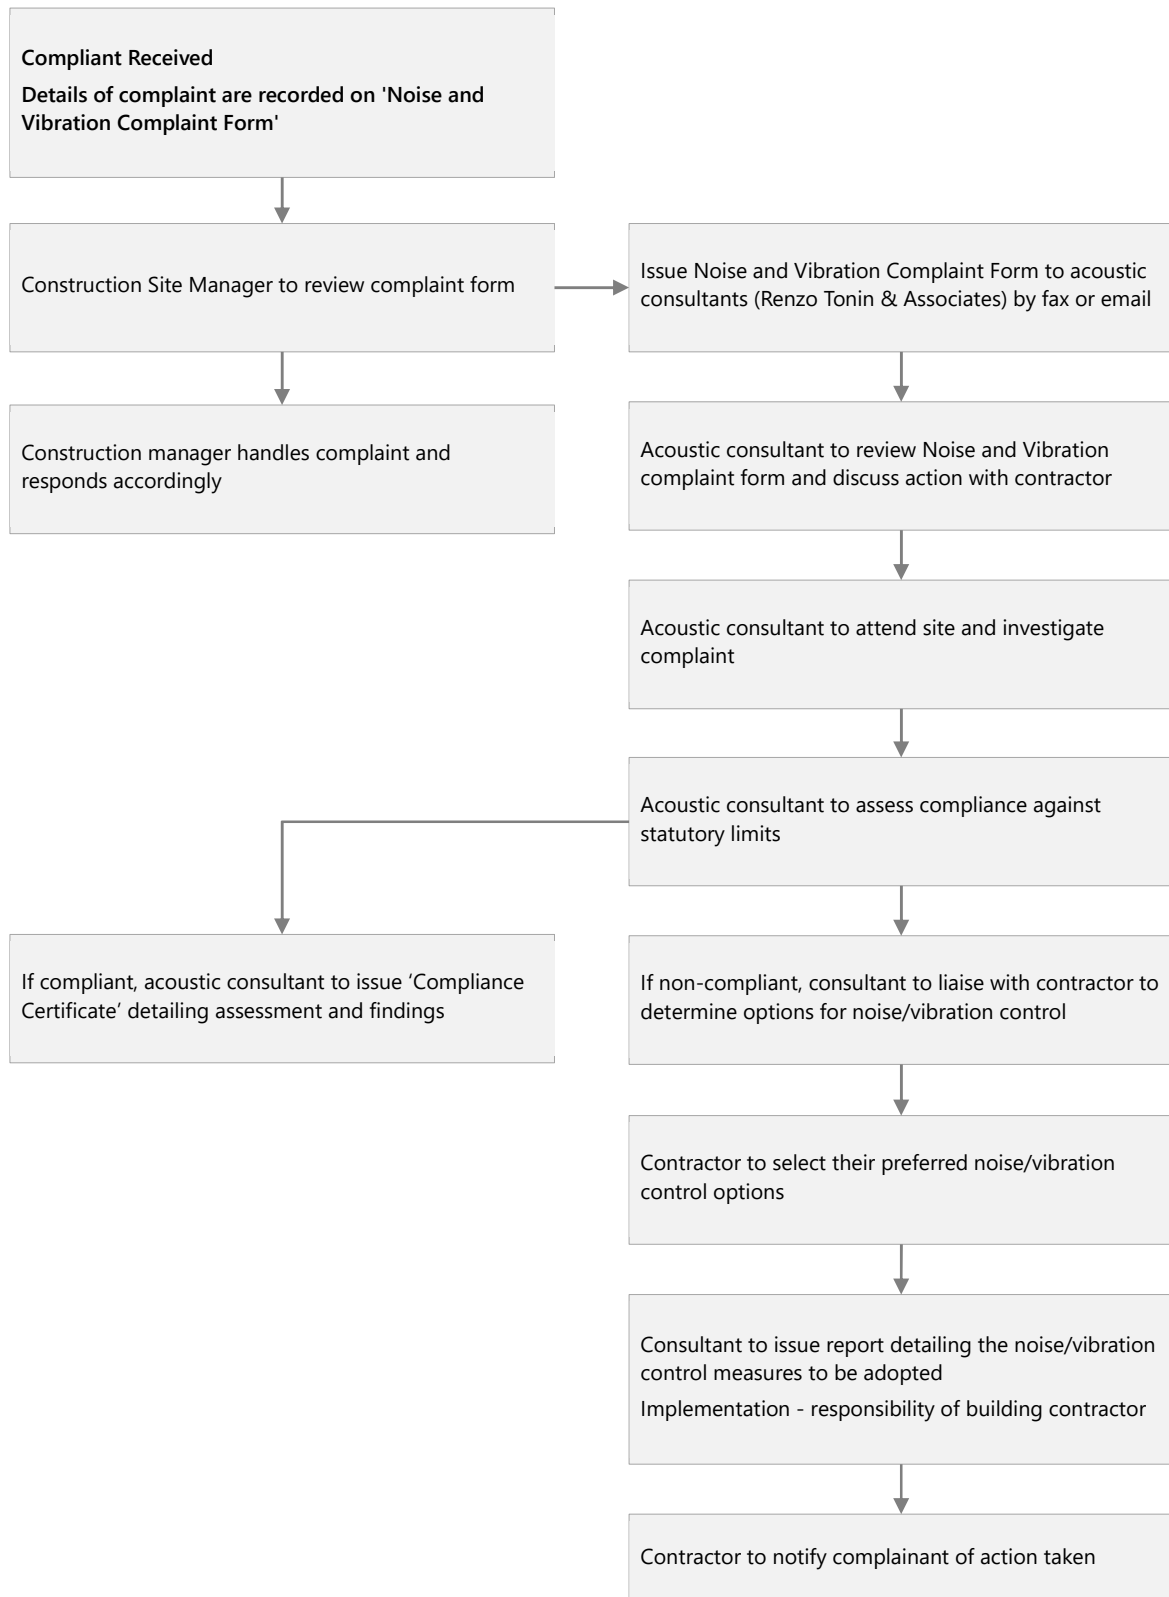 Compliant Received
Details of complaint are recorded on 'Noise and
Vibration Complaint Form'
Construction Site Manager to review complaint form
Issue Noise and Vibration Complaint Form to acoustic
consultants (Renzo Tonin & Associates) by fax or email
Construction manager handles complaint and
responds accordingly
Acoustic consultant to review Noise and Vibration
complaint form and discuss action with contractor
Acoustic consultant to attend site and investigate
complaint
Acoustic consultant to assess compliance against
statutory limits
If compliant, acoustic consultant to issue ‘Compliance
Certificate’ detailing assessment and findings
If non-compliant, consultant to liaise with contractor to
determine options for noise/vibration control
Contractor to select their preferred noise/vibration
control options
Consultant to issue report detailing the noise/vibration
control measures to be adopted
Implementation - responsibility of building contractor
Contractor to notify complainant of action taken